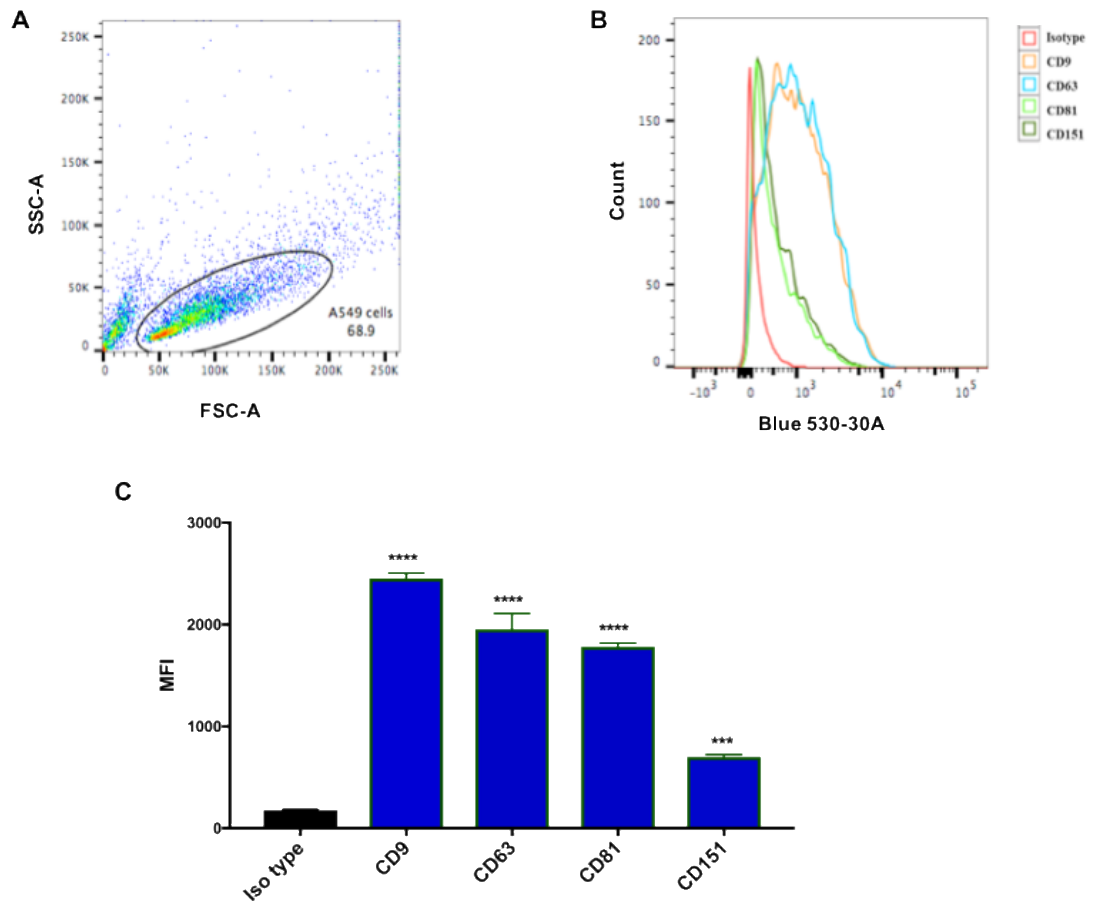 A
250K
200K
150K
100K
50K
0
SSC-A
A549 cells
68.9
0 50K 100K 150K 200K 250K
FSC-A
B
200
150
100
50
0
Count
-10³ 0 10³ 10⁴ 10⁵
Blue 530-30A
Isotype
CD9
CD63
CD81
CD151
C
3000
2000
1000
0
MFI
****
****
****
***
Iso type
CD9
CD63
CD81
CD151